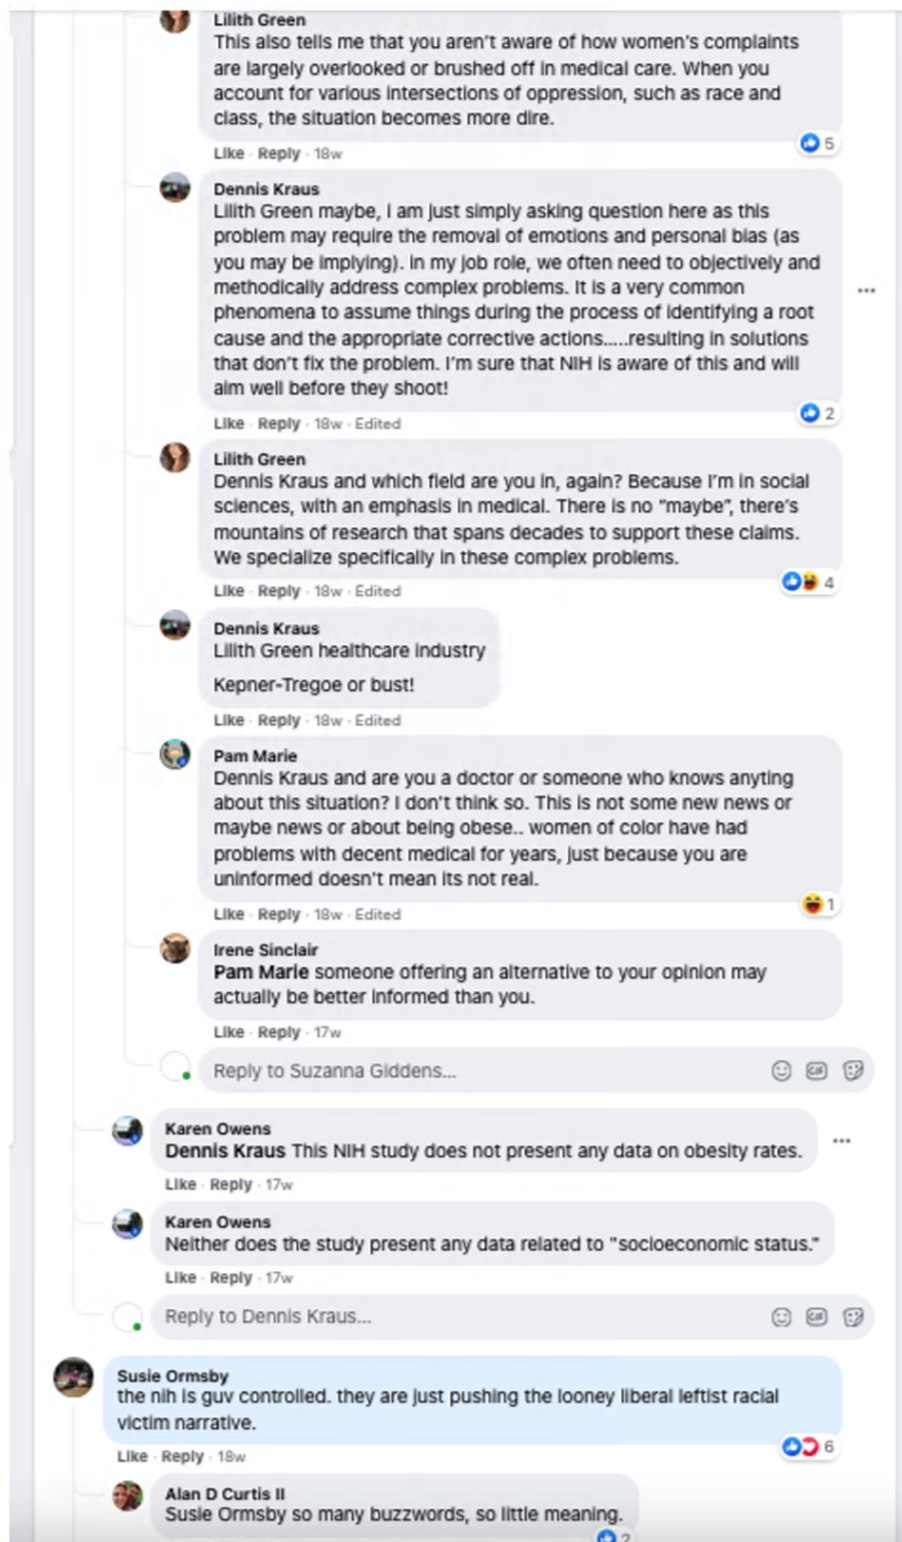 Lilith Green
This also tells me that you aren't aware of how women's complaints
are largely overlooked or brushed off in medical care. When you
account for various intersections of oppression, such as race and
class, the situation becomes more dire.
Like · Reply · 18w
5
Dennis Kraus
Lilith Green maybe, I am just simply asking question here as this
problem may require the removal of emotions and personal bias (as
you may be implying). In my job role, we often need to objectively and
methodically address complex problems. It is a very common
phenomena to assume things during the process of identifying a root
cause and the appropriate corrective actions.....resulting in solutions
that don't fix the problem. I'm sure that NIH is aware of this and will
aim well before they shoot!
Like · Reply · 18w · Edited
2
Lilith Green
Dennis Kraus and which field are you in, again? Because I'm in social
sciences, with an emphasis in medical. There is no "maybe", there's
mountains of research that spans decades to support these claims.
We specialize specifically in these complex problems.
Like · Reply · 18w · Edited
4
Dennis Kraus
Lilith Green healthcare industry
Kepner-Tregoe or bust!
Like · Reply · 18w · Edited
Pam Marie
Dennis Kraus and are you a doctor or someone who knows anyting
about this situation? I don't think so. This is not some new news or
maybe news or about being obese.. women of color have had
problems with decent medical for years, just because you are
uninformed doesn't mean its not real.
Like · Reply · 18w · Edited
1
Irene Sinclair
Pam Marie someone offering an alternative to your opinion may
actually be better informed than you.
Like · Reply · 17w
Reply to Suzanna Giddens...
GIF
Karen Owens
Dennis Kraus This NIH study does not present any data on obesity rates.
Like · Reply · 17w
Karen Owens
Neither does the study present any data related to "socioeconomic status."
Like · Reply · 17w
Reply to Dennis Kraus...
GIF
Susie Ormsby
the nih is guv controlled. they are just pushing the looney liberal leftist racial
victim narrative.
Like · Reply · 18w
6
Alan D Curtis II
Susie Ormsby so many buzzwords, so little meaning.
2